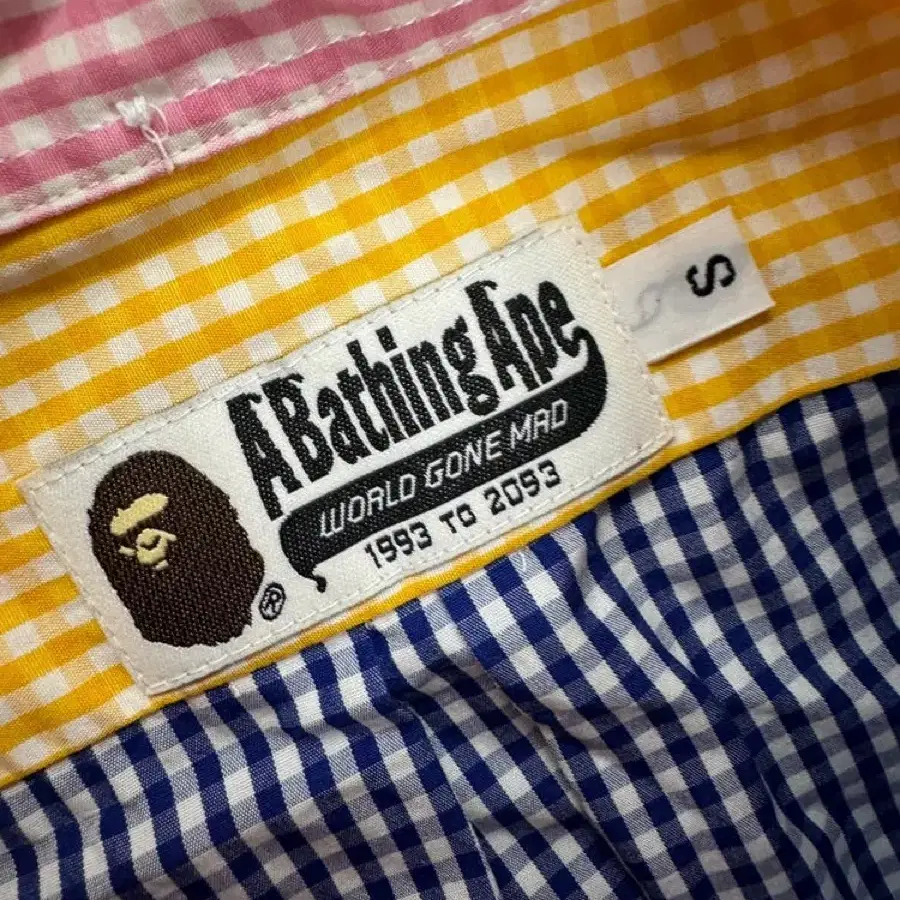 A Bathing Ape
WORLD GONE MAD
1993 TO 2093
®
S